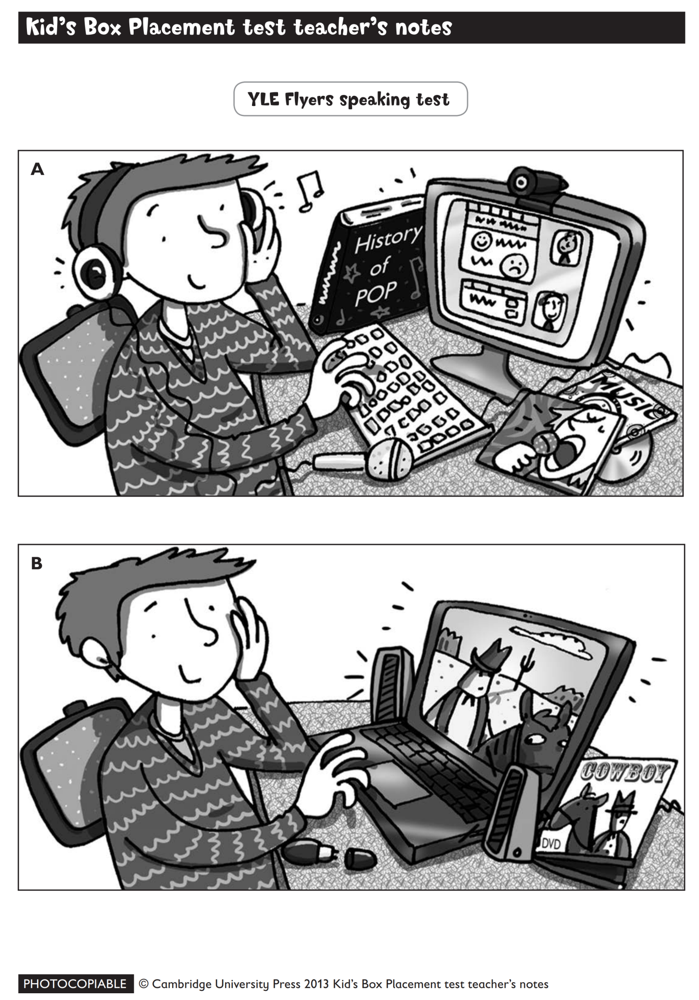 Kid's Box Placement test teacher's notes
YLE Flyers speaking test
A
History
of
POP
MUSIC
B
COWBOY
DVD
PHOTOCOPIABLE © Cambridge University Press 2013 Kid's Box Placement test teacher's notes